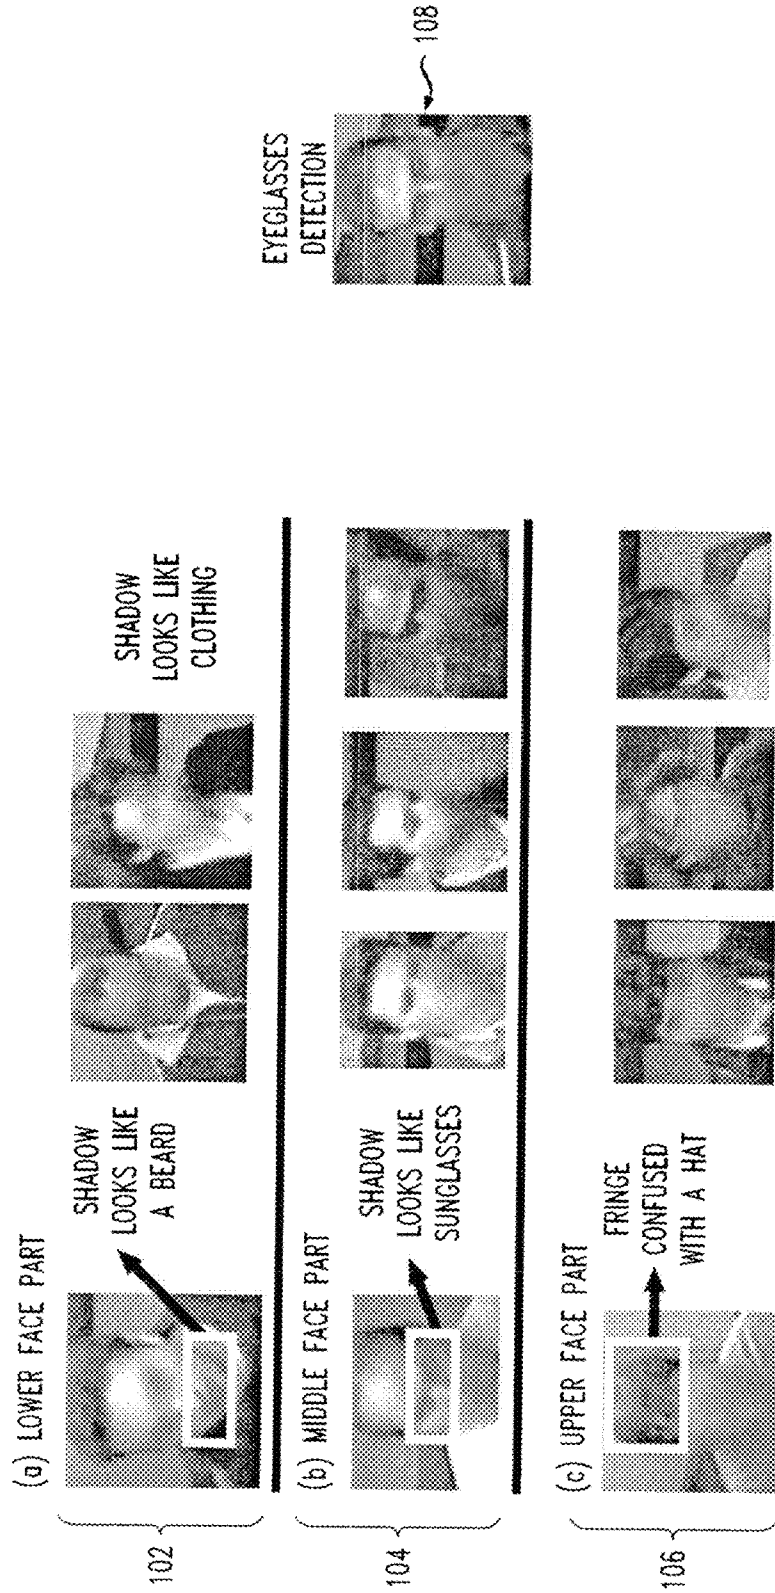 (a) LOWER FACE PART
102
SHADOW
LOOKS LIKE
A BEARD
SHADOW
LOOKS LIKE
CLOTHING
(b) MIDDLE FACE PART
104
SHADOW
LOOKS LIKE
SUNGLASSES
EYEGLASSES
DETECTION
108
(c) UPPER FACE PART
106
FRINGE
CONFUSED
WITH A HAT